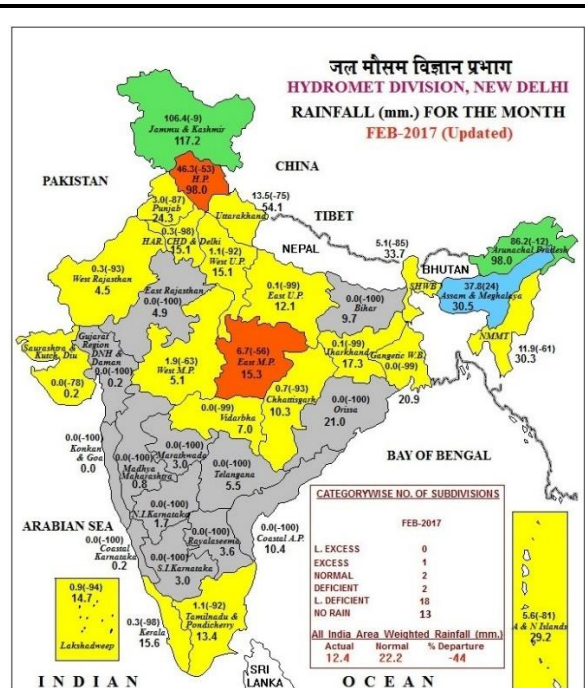 जल मौसम विज्ञान प्रभाग
HYDROMET DIVISION, NEW DELHI
RAINFALL (mm.) FOR THE MONTH
FEB-2017 (Updated)
106.4(-9)
Jammu & Kashmir
117.2
CHINA
46.3(-53)
H.P.
98.0
PAKISTAN
3.0(-87)
Punjab
24.3
13.5(-75)
54.1
Uttarakhand
TIBET
0.3(-98)
HAR. CHD & Delhi
15.1
1.1(-92)
West U.P.
15.1
NEPAL
5.1(-85)
33.7
86.2(-12)
Arunachal Pradesh
98.0
BHUTAN
0.3(-93)
West Rajasthan
4.5
East Rajasthan
0.0(-100)
4.9
0.1(-99)
East U.P.
12.1
0.0(-100)
Bihar
9.7
SHWB
37.8(24)
Assam & Meghalaya
30.5
NMMT
11.9(-61)
30.3
Saurashtra &
Kutch, Diu
0.0(-78)
0.2
Gujarat
Region
DNH &
Daman
0.0(-100)
0.2
1.9(-63)
West M.P.
5.1
6.7(-56)
East M.P.
15.3
0.1(-99)
Jharkhand
17.3
Gangetic W.B.
0.0(-99)
20.9
0.7(-93)
Chhattisgarh
10.3
0.0(-99)
Vidarbha
7.0
0.0(-100)
Orissa
21.0
0.0(-100)
Konkan
& Goa
0.0
0.0(-100)
Madhya
Maharashtra
0.8
0.0(-100)
Marathwada
3.0
0.0(-100)
Telangana
5.5
BAY OF BENGAL
0.0(-100)
N.I.Karnataka
1.7
ARABIAN SEA
0.0(-100)
Coastal
Karnataka
0.2
0.0(-100)
Rayalaseema
3.6
0.0(-100)
Coastal A.P.
10.4
0.0(-100)
S.I.Karnataka
3.0
CATEGORYWISE NO. OF SUBDIVISIONS
FEB-2017
L. EXCESS 0
EXCESS 1
NORMAL 2
DEFICIENT 2
L. DEFICIENT 18
NO RAIN 13
All India Area Weighted Rainfall (mm.)
Actual Normal % Departure
12.4 22.2 -44
0.9(-94)
14.7
Lakshadweep
0.3(-98)
Kerala
15.6
1.1(-92)
Tamilnadu &
Pondicherry
13.4
5.6(-81)
A & N Islands
29.2
SRI
LANKA
INDIAN OCEAN